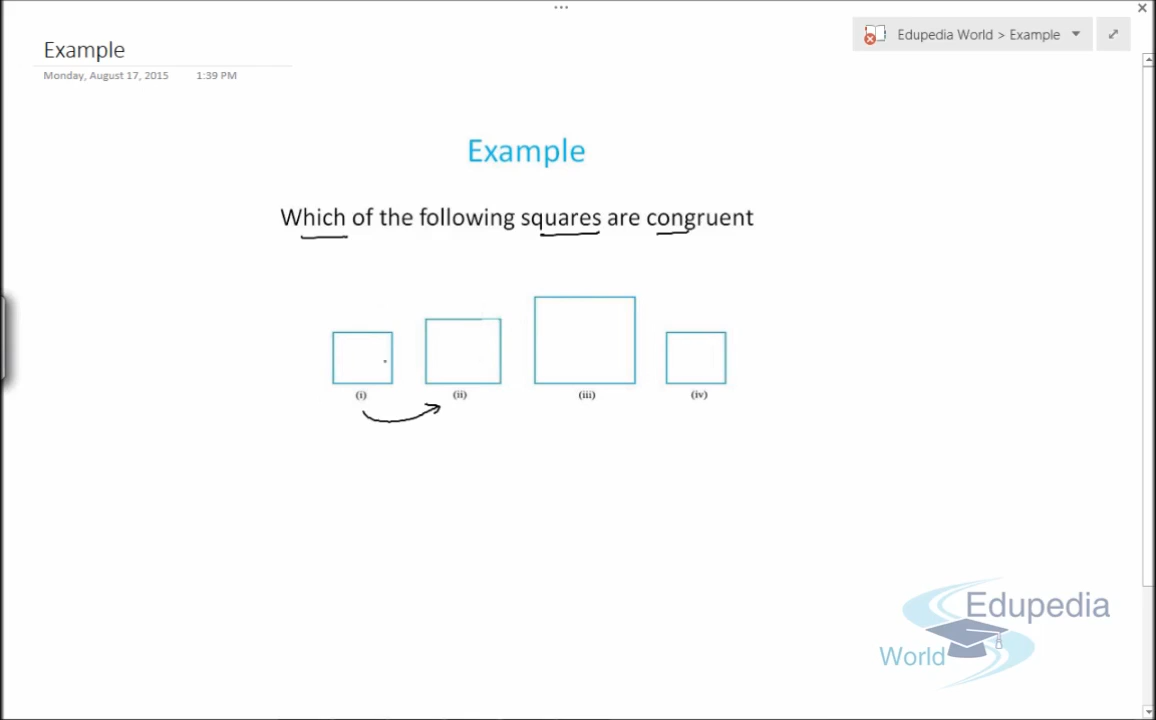 Example
Monday, August 17, 2015 1:39 PM
Edupedia World > Example
Example
Which of the following squares are congruent
(i) (ii) (iii) (iv)
Edupedia
World